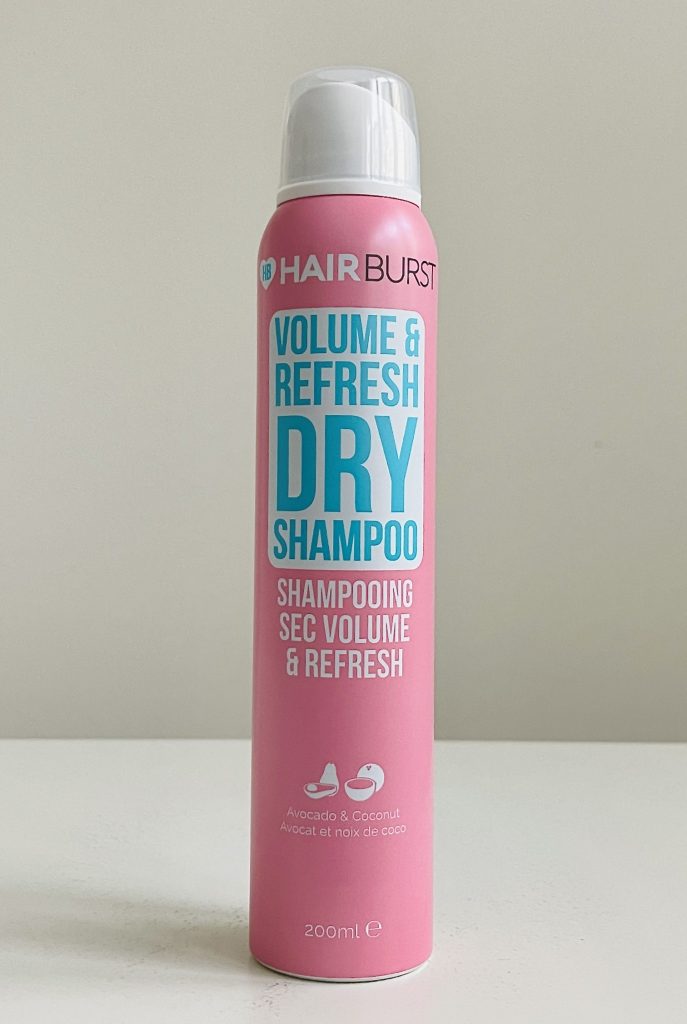 HB HAIRBURST
VOLUME &
REFRESH
DRY
SHAMPOO
SHAMPOOING
SEC VOLUME
& REFRESH
Avocado & Coconut
Avocat et noix de coco
200ml ℮